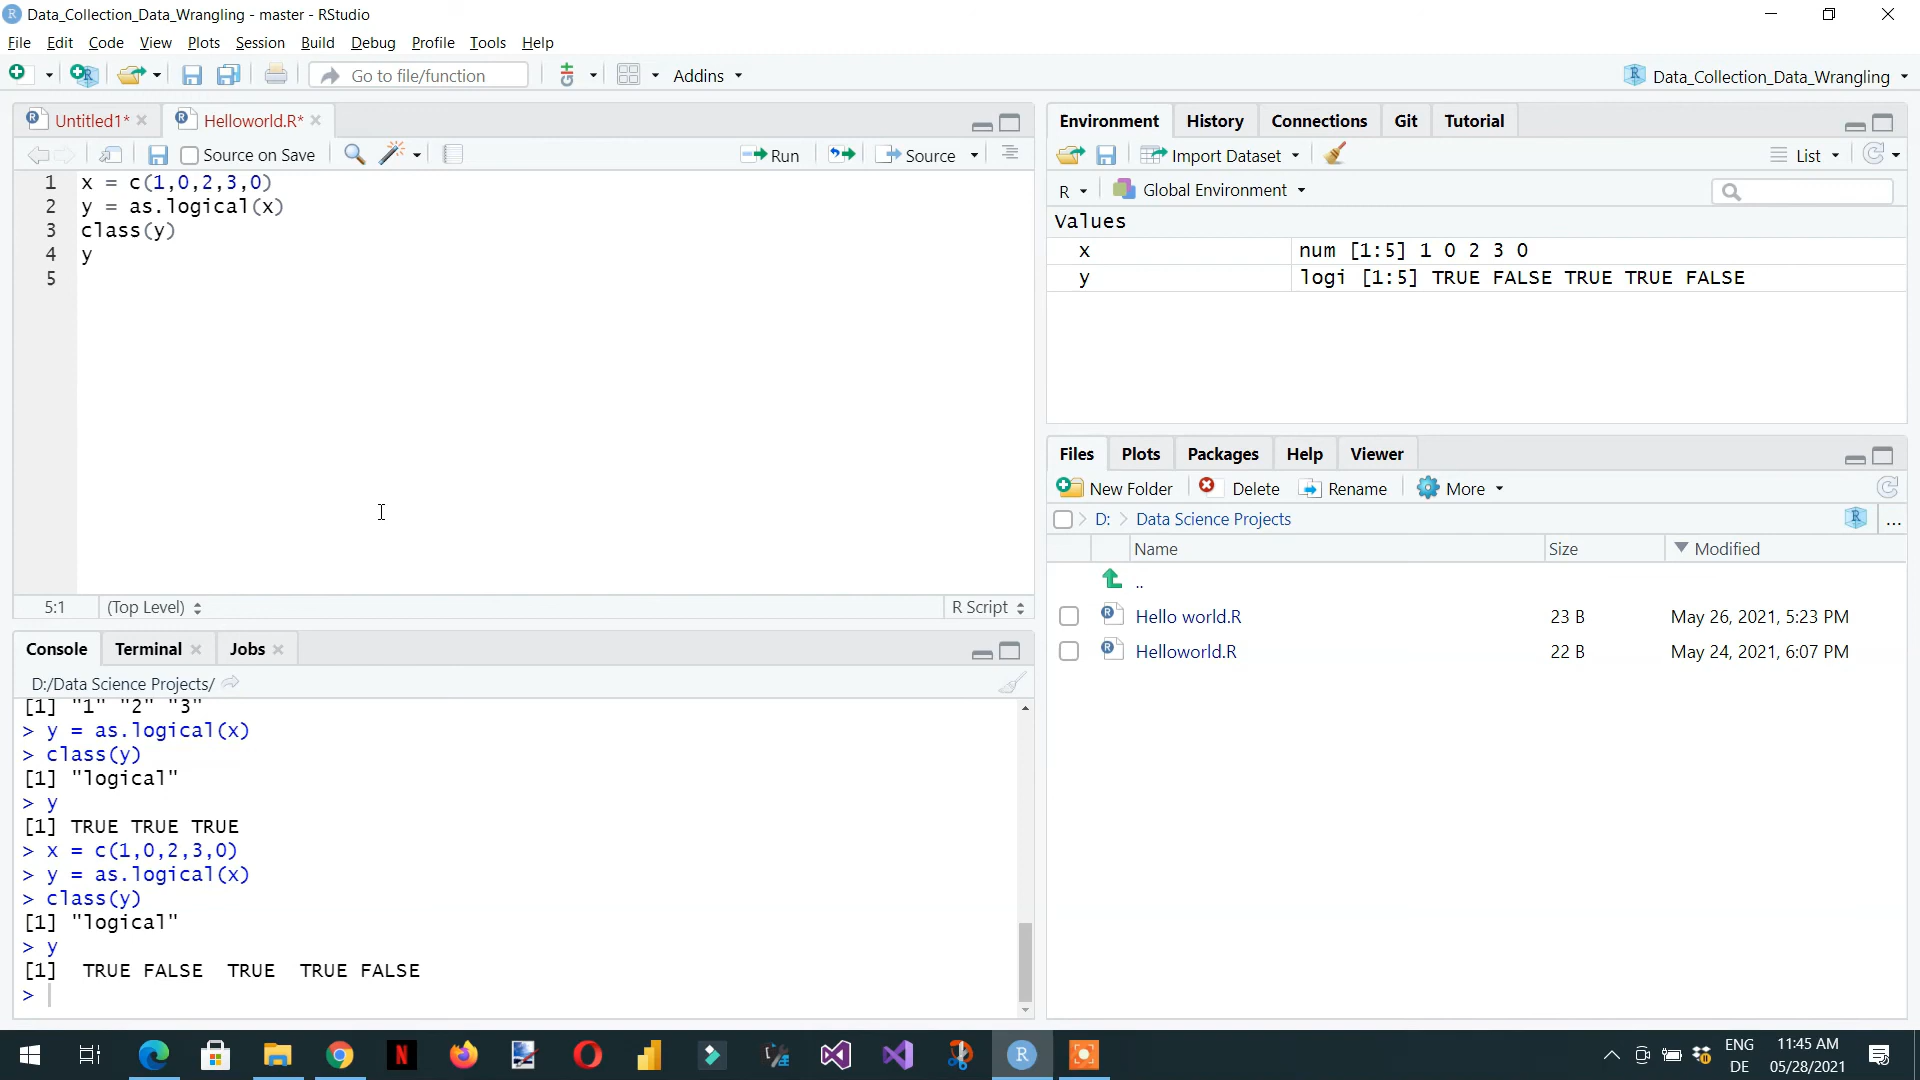 Data_Collection_Data_Wrangling - master - RStudio
File Edit Code View Plots Session Build Debug Profile Tools Help
Go to file/function Addins Data_Collection_Data_Wrangling
Untitled1* Helloworld.R*
Source on Save Run Source
1 x = c(1,0,2,3,0)
2 y = as.logical(x)
3 class(y)
4 y
5
5:1 (Top Level) R Script
Console Terminal Jobs
D:/Data Science Projects/
[1] "1" "2" "3"
> y = as.logical(x)
> class(y)
[1] "logical"
> y
[1] TRUE TRUE TRUE
> x = c(1,0,2,3,0)
> y = as.logical(x)
> class(y)
[1] "logical"
> y
[1]  TRUE FALSE  TRUE  TRUE FALSE
>
Environment History Connections Git Tutorial
Import Dataset List
R Global Environment
Values
x num [1:5] 1 0 2 3 0
y logi [1:5] TRUE FALSE TRUE TRUE FALSE
Files Plots Packages Help Viewer
New Folder Delete Rename More
D: Data Science Projects ...
Name Size Modified
..
Hello world.R 23 B May 26, 2021, 5:23 PM
Helloworld.R 22 B May 24, 2021, 6:07 PM
ENG 11:45 AM
DE 05/28/2021